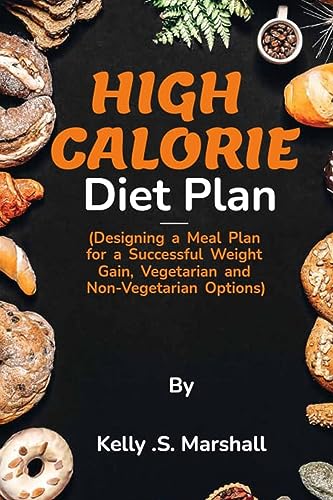 HIGH
CALORIE
Diet Plan
(Designing a Meal Plan
for a Successful Weight
Gain, Vegetarian and
Non-Vegetarian Options)
By
Kelly .S. Marshall